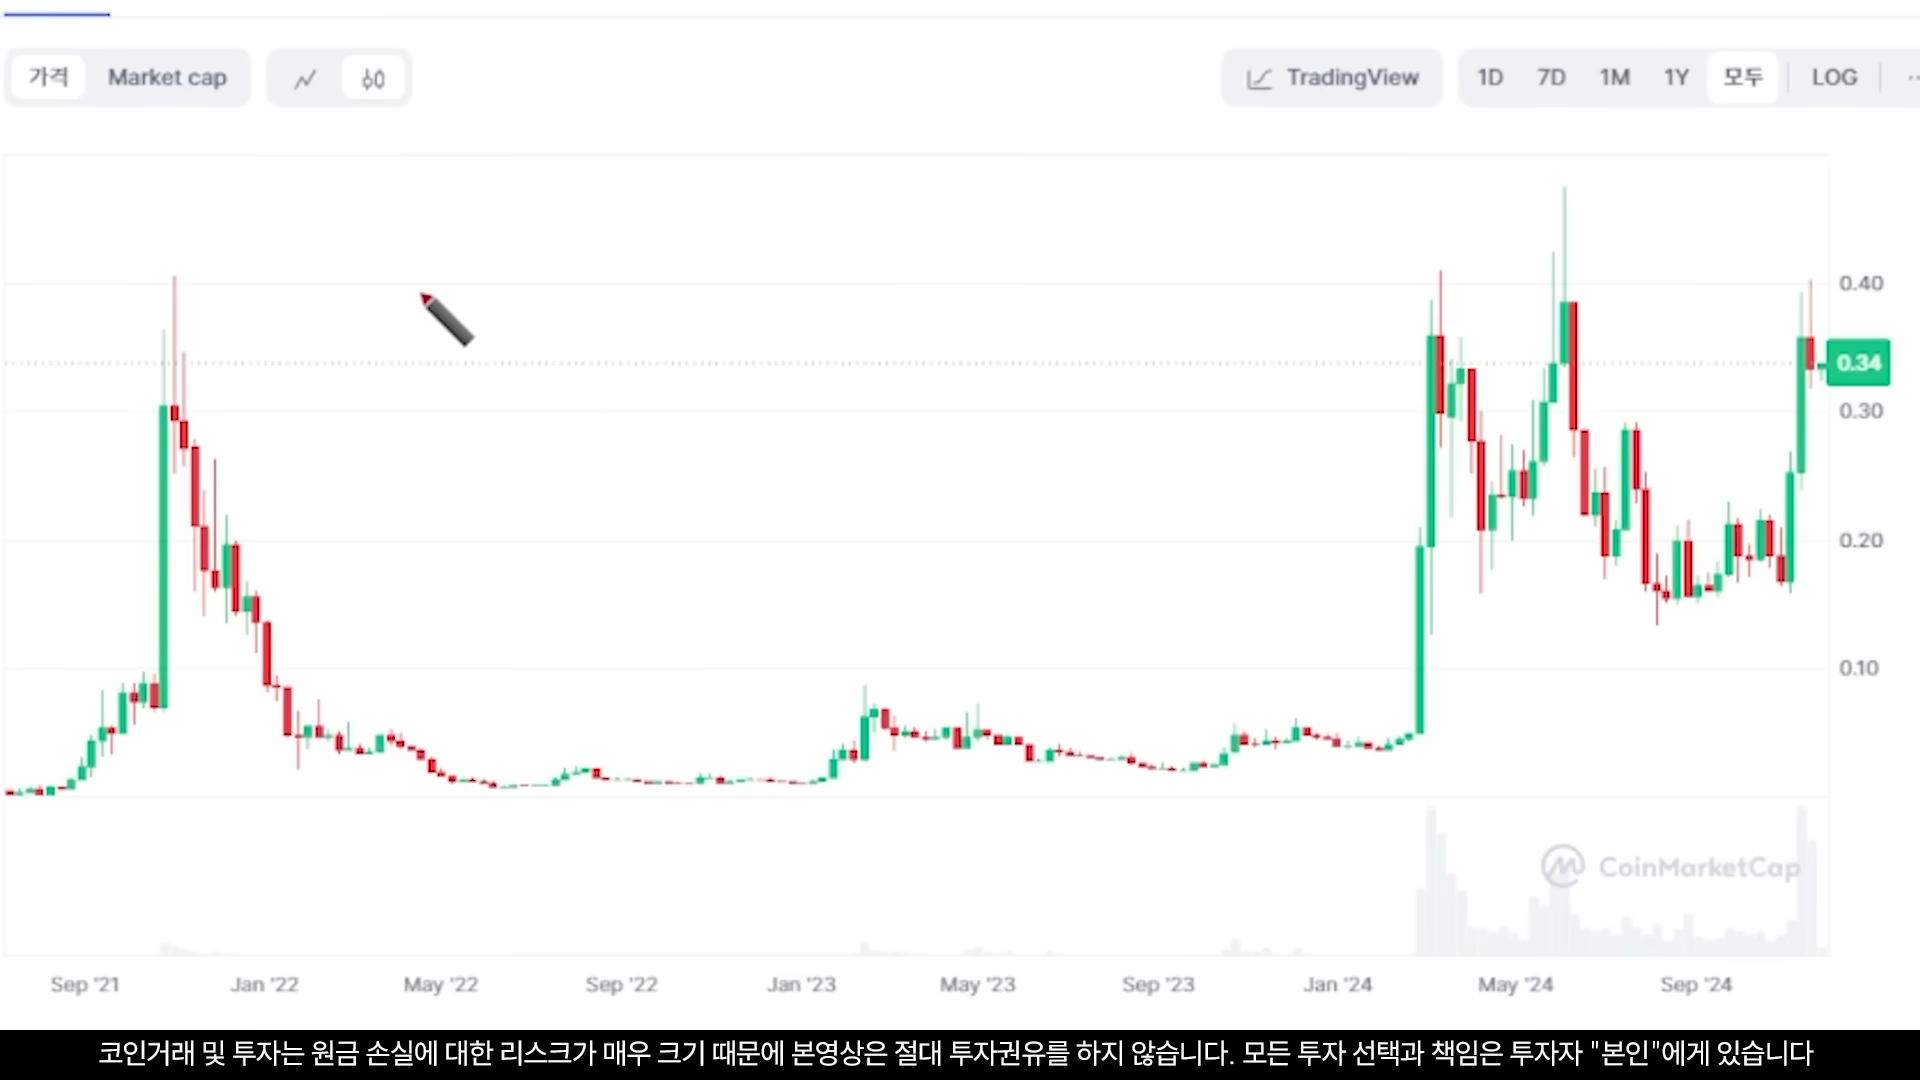 가격 Market cap TradingView 1D 7D 1M 1Y 모두 LOG
0.40
0.34
0.30
0.20
0.10
CoinMarketCap
Sep '21 Jan '22 May '22 Sep '22 Jan '23 May '23 Sep '23 Jan '24 May '24 Sep '24
코인거래 및 투자는 원금 손실에 대한 리스크가 매우 크기 때문에 본영상은 절대 투자권유를 하지 않습니다. 모든 투자 선택과 책임은 투자자 "본인"에게 있습니다